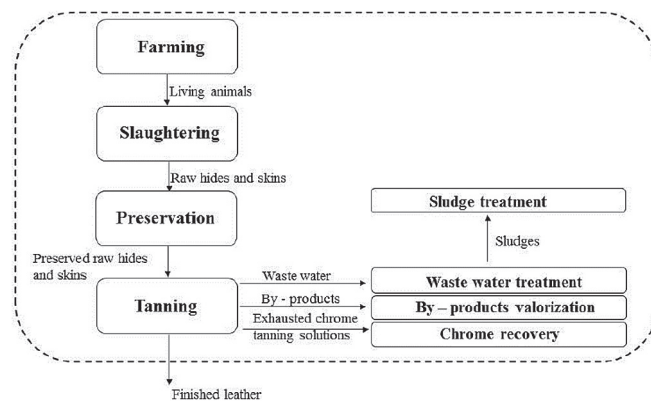 Farming
Living animals
Slaughtering
Raw hides and skins
Preservation
Sludge treatment
Sludges
Preserved raw hides
and skins
Waste water
Waste water treatment
Tanning
By - products
By – products valorization
Exhausted chrome
tanning solutions
Chrome recovery
Finished leather